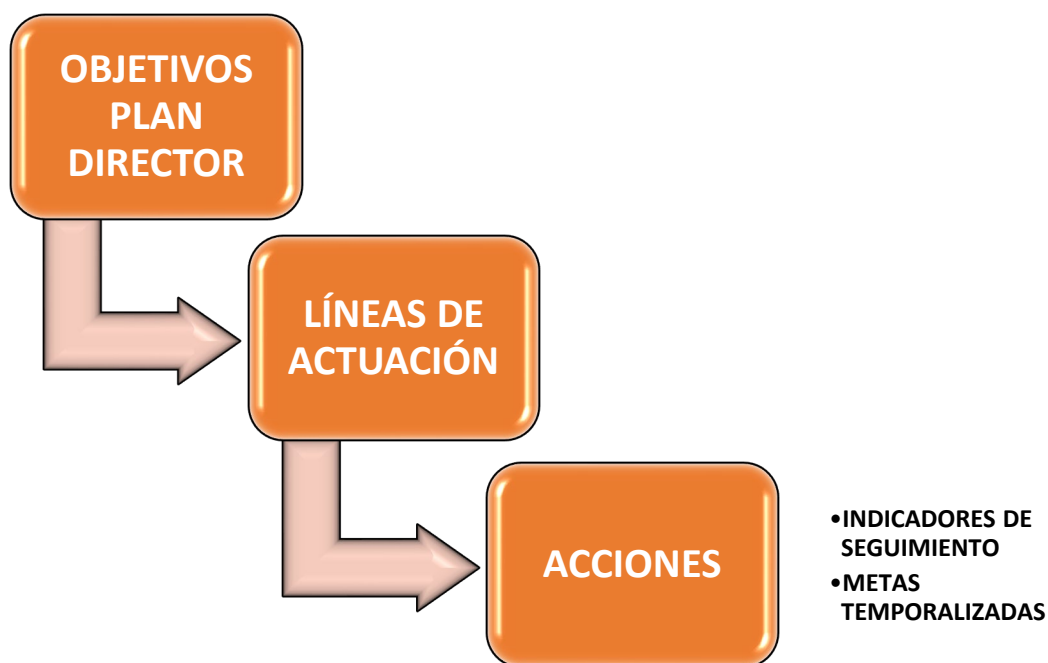 OBJETIVOS
PLAN
DIRECTOR
LÍNEAS DE
ACTUACIÓN
ACCIONES
•INDICADORES DE
SEGUIMIENTO
•METAS
TEMPORALIZADAS